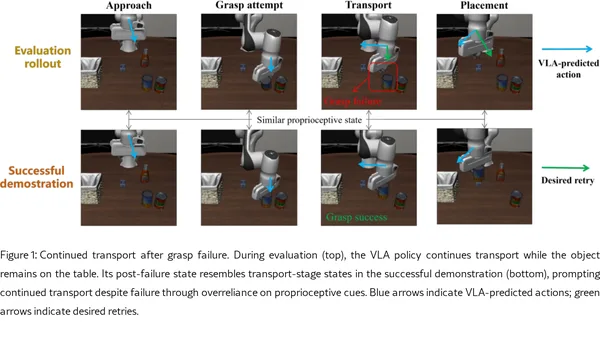 Approach Grasp attempt Transport Placement
Evaluation
rollout
VLA-predicted
action
Grasp failure
Similar proprioceptive state
Successful
demostration
Desired retry
Grasp success
Figure 1: Continued transport after grasp failure. During evaluation (top), the VLA policy continues transport while the object
remains on the table. Its post-failure state resembles transport-stage states in the successful demonstration (bottom), prompting
continued transport despite failure through overreliance on proprioceptive cues. Blue arrows indicate VLA-predicted actions; green
arrows indicate desired retries.